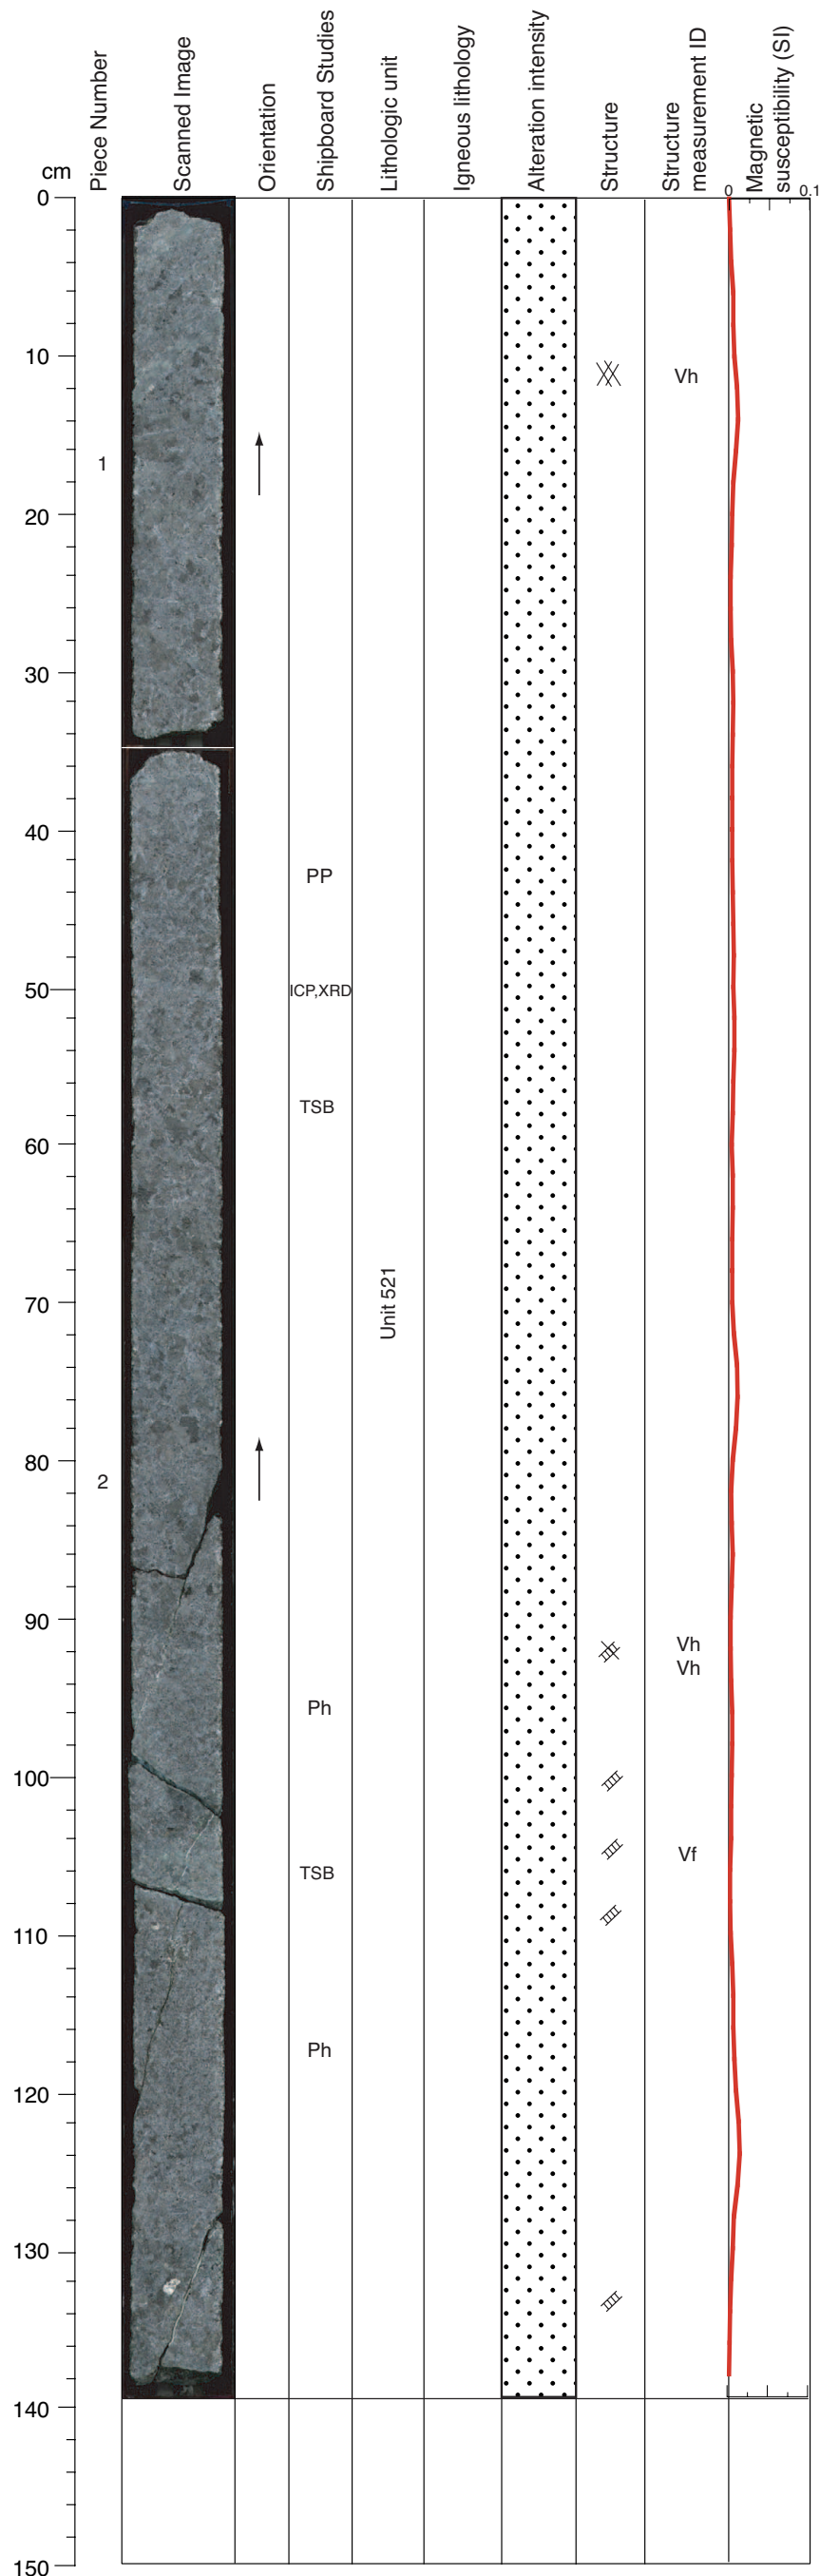 cm
Piece Number
Scanned Image
Orientation
Shipboard Studies
Lithologic unit
Igneous lithology
Alteration intensity
Structure
Structure
measurement ID
Magnetic
susceptibility (SI)
0
0.1
0
10
Vh
1
20
30
40
PP
50
ICP,XRD
TSB
60
Unit 521
70
80
2
90
Vh
Vh
Ph
100
Vf
TSB
110
Ph
120
130
140
150